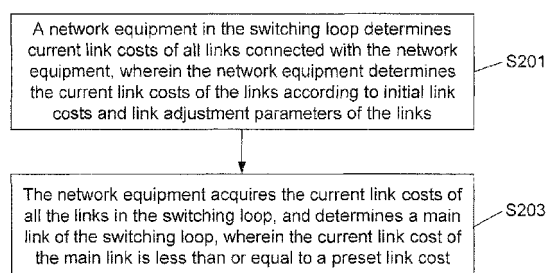 A network equipment in the switching loop determines
current link costs of all links connected with the network
equipment, wherein the network equipment determines
the current link costs of the links according to initial link
costs and link adjustment parameters of the links
S201
The network equipment acquires the current link costs of
all the links in the switching loop, and determines a main
link of the switching loop, wherein the current link cost of
the main link is less than or equal to a preset link cost
S203